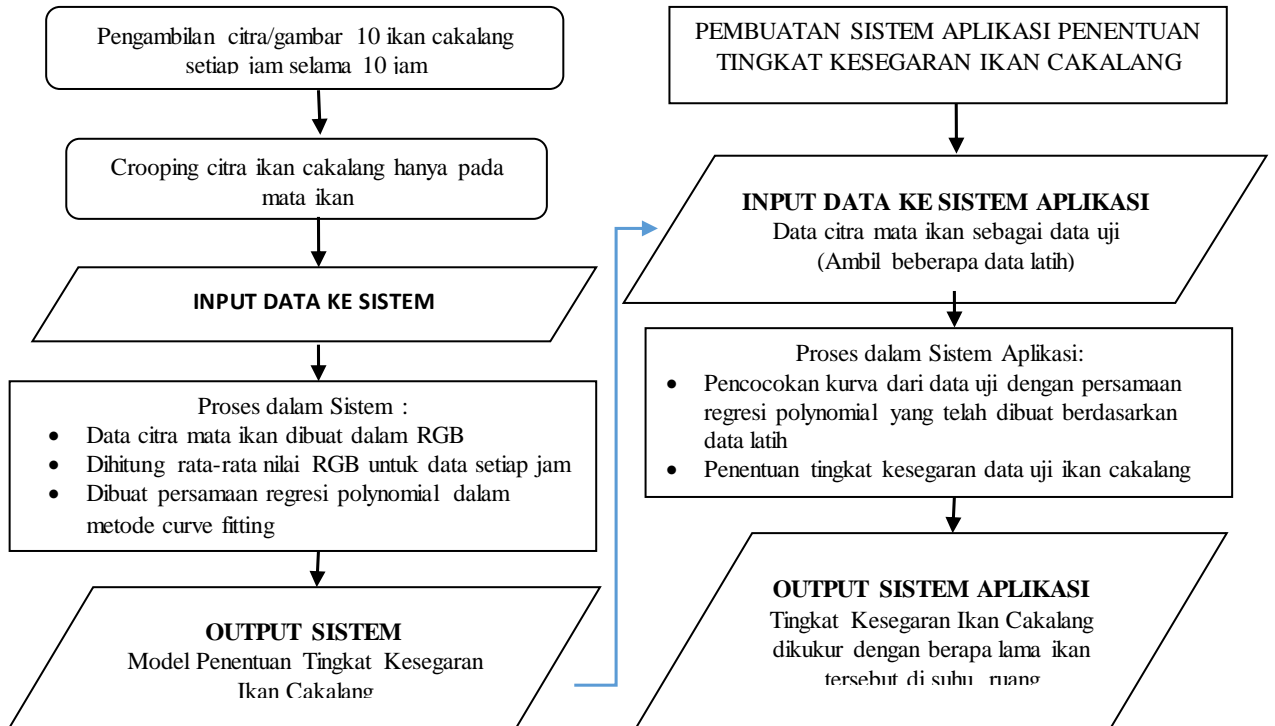 Pengambilan citra/gambar 10 ikan cakalang
setiap jam selama 10 jam
Crooping citra ikan cakalang hanya pada
mata ikan
INPUT DATA KE SISTEM
Proses dalam Sistem :
• Data citra mata ikan dibuat dalam RGB
• Dihitung rata-rata nilai RGB untuk data setiap jam
• Dibuat persamaan regresi polynomial dalam
metode curve fitting
OUTPUT SISTEM
Model Penentuan Tingkat Kesegaran
Ikan Cakalang
PEMBUATAN SISTEM APLIKASI PENENTUAN
TINGKAT KESEGARAN IKAN CAKALANG
INPUT DATA KE SISTEM APLIKASI
Data citra mata ikan sebagai data uji
(Ambil beberapa data latih)
Proses dalam Sistem Aplikasi:
• Pencocokan kurva dari data uji dengan persamaan
regresi polynomial yang telah dibuat berdasarkan
data latih
• Penentuan tingkat kesegaran data uji ikan cakalang
OUTPUT SISTEM APLIKASI
Tingkat Kesegaran Ikan Cakalang
dikukur dengan berapa lama ikan
tersebut di suhu ruang